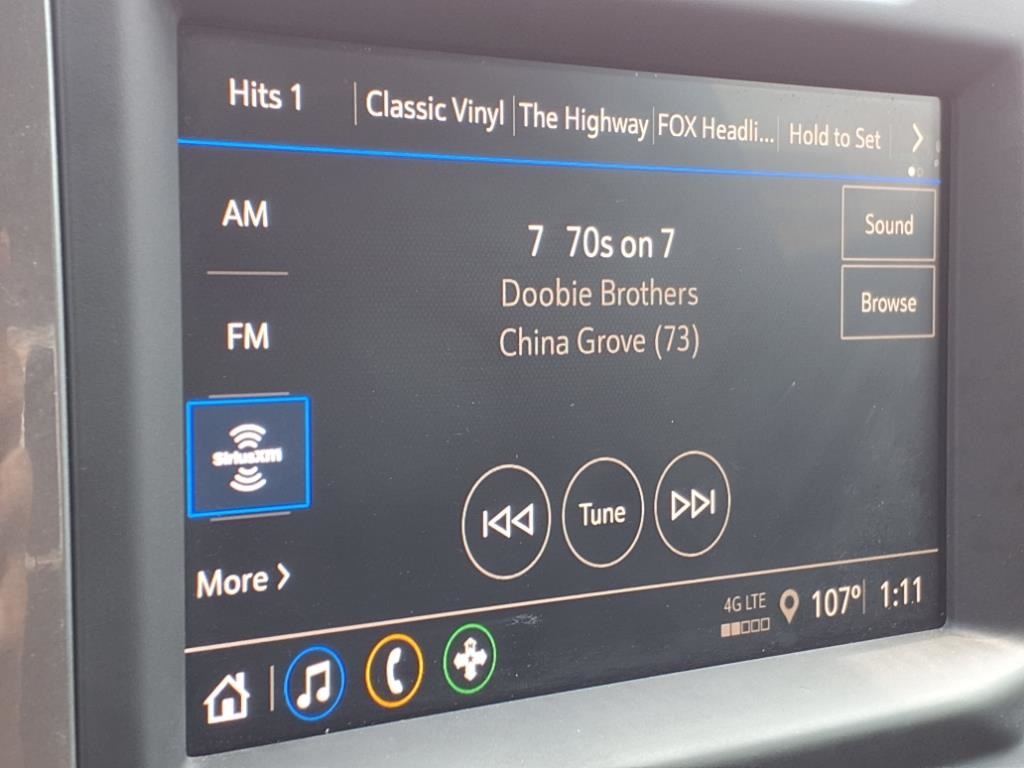 Hits 1 Classic Vinyl The Highway FOX Headli... Hold to Set
AM
Sound
7 70s on 7
Doobie Brothers
Browse
FM
China Grove (73)
SiriusXM
Tune
More
4G LTE 107° 1:11